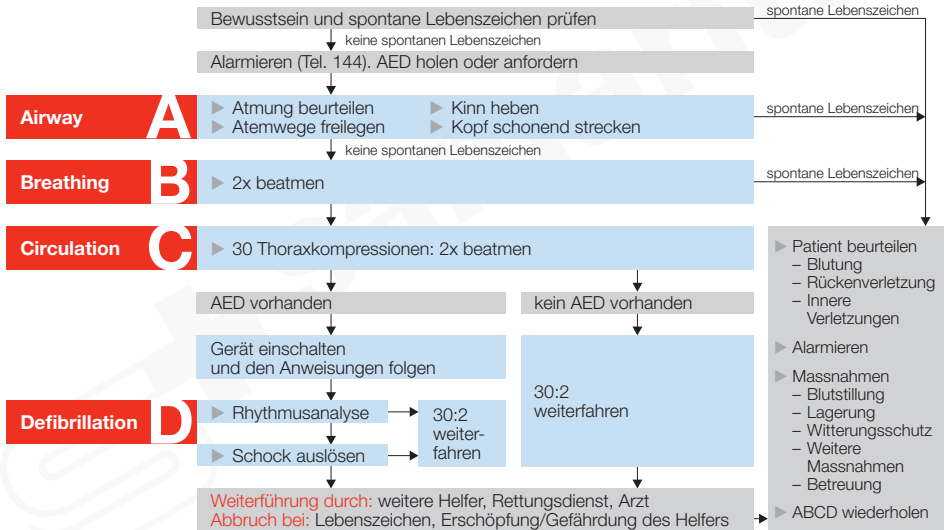 Bewusstsein und spontane Lebenszeichen prüfen
spontane Lebenszeichen
keine spontanen Lebenszeichen
Alarmieren (Tel. 144). AED holen oder anfordern
Airway A
Atmung beurteilen
Atemwege freilegen
Kinn heben
Kopf schonend strecken
spontane Lebenszeichen
keine spontanen Lebenszeichen
Breathing B
2x beatmen
spontane Lebenszeichen
Circulation C
30 Thoraxkompressionen: 2x beatmen
AED vorhanden
kein AED vorhanden
Gerät einschalten
und den Anweisungen folgen
Defibrillation D
Rhythmusanalyse
Schock auslösen
30:2
weiter-
fahren
30:2
weiterfahren
Weiterführung durch: weitere Helfer, Rettungsdienst, Arzt
Abbruch bei: Lebenszeichen, Erschöpfung/Gefährdung des Helfers
Patient beurteilen
– Blutung
– Rückenverletzung
– Innere
Verletzungen
Alarmieren
Massnahmen
– Blutstillung
– Lagerung
– Witterungsschutz
– Weitere
Massnahmen
– Betreuung
ABCD wiederholen